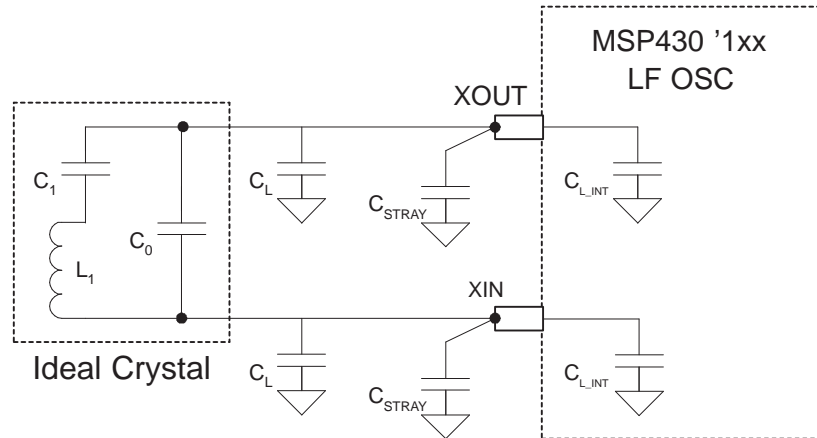 MSP430 '1xx
LF OSC
XOUT
C1
CL
CSTRAY
CL_INT
C0
L1
XIN
Ideal Crystal
CL
CSTRAY
CL_INT